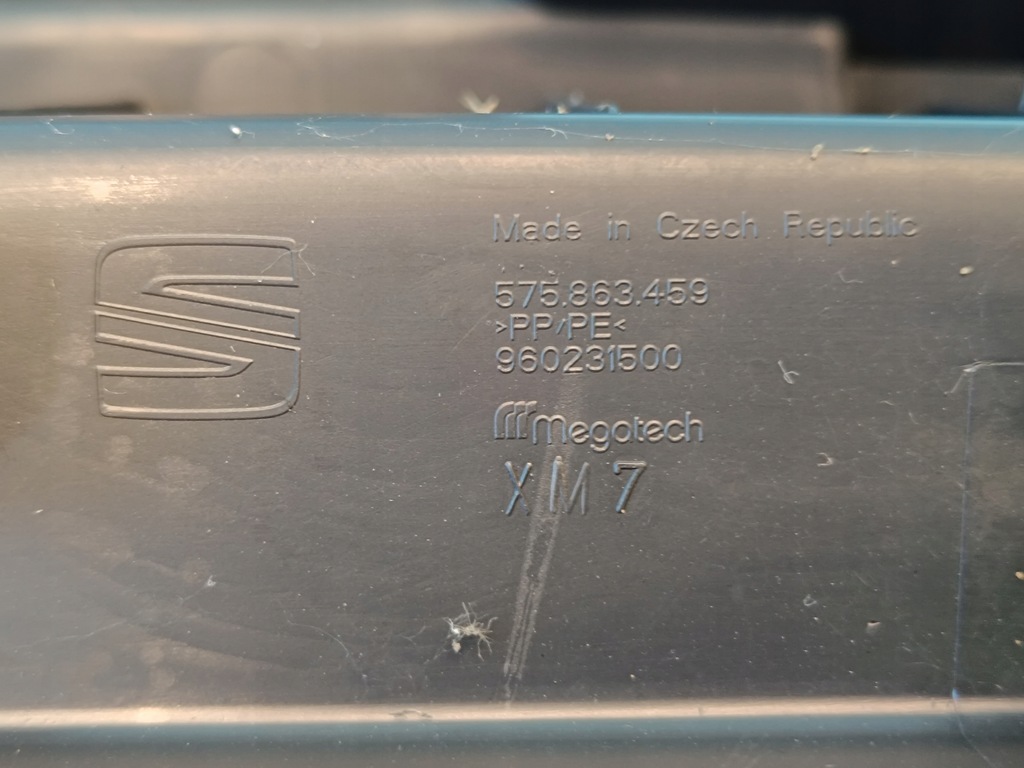 Made in Czech Republic
575.863.459
>PP/PE<
960231500
megotech
XM7